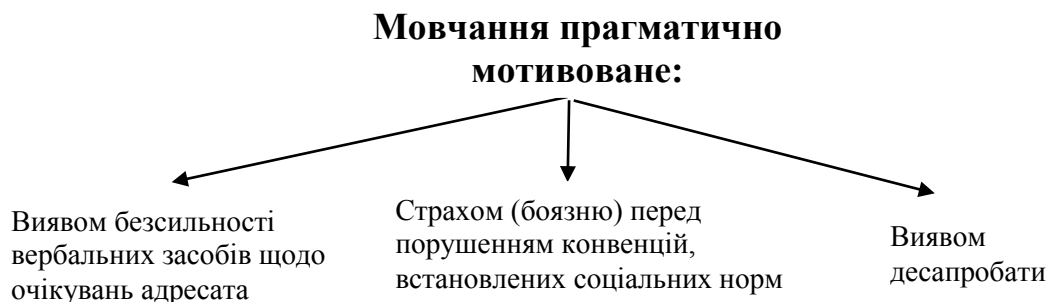 Мовчання прагматично
мотивоване:
Виявом безсильності
вербальних засобів щодо
очікувань адресата
Страхом (боязню) перед
порушенням конвенцій,
встановлених соціальних норм
Виявом
десапробати